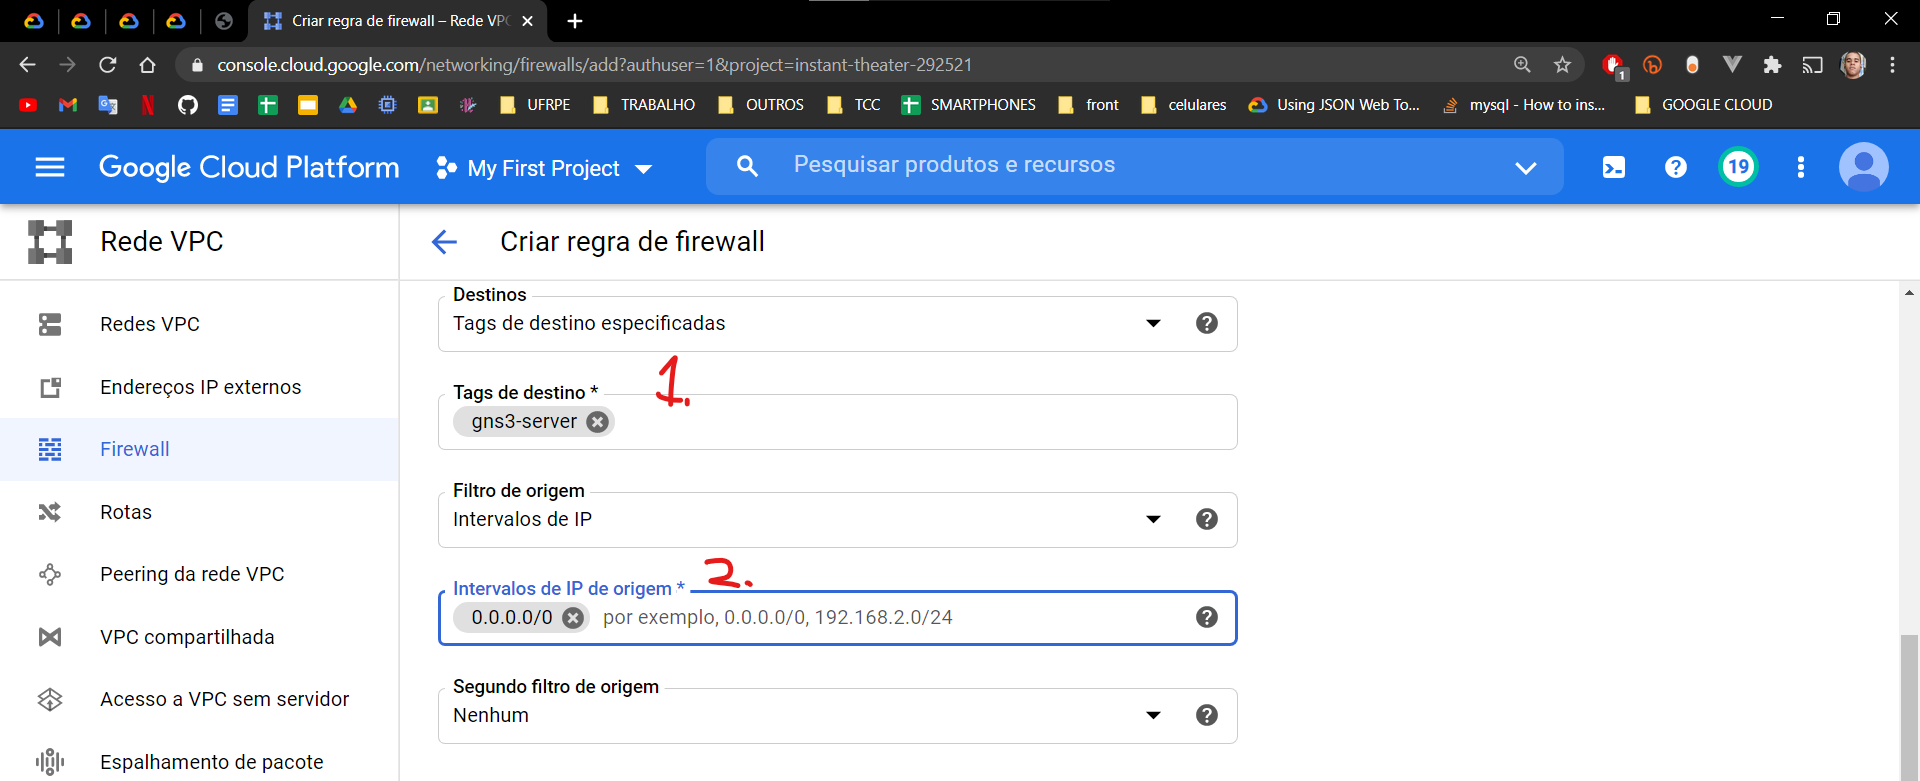 Criar regra de firewall – Rede VPC
console.cloud.google.com/networking/firewalls/add?authuser=1&project=instant-theater-292521
1
UFRPE
TRABALHO
OUTROS
TCC
SMARTPHONES
front
celulares
Using JSON Web To...
mysql - How to ins...
GOOGLE CLOUD
Google Cloud Platform
My First Project
Pesquisar produtos e recursos
19
Rede VPC
Criar regra de firewall
Redes VPC
Endereços IP externos
Firewall
Rotas
Peering da rede VPC
VPC compartilhada
Acesso a VPC sem servidor
Espalhamento de pacote
Destinos
Tags de destino especificadas
1.
Tags de destino *
gns3-server
Filtro de origem
Intervalos de IP
2.
Intervalos de IP de origem *
0.0.0.0/0 por exemplo, 0.0.0.0/0, 192.168.2.0/24
Segundo filtro de origem
Nenhum